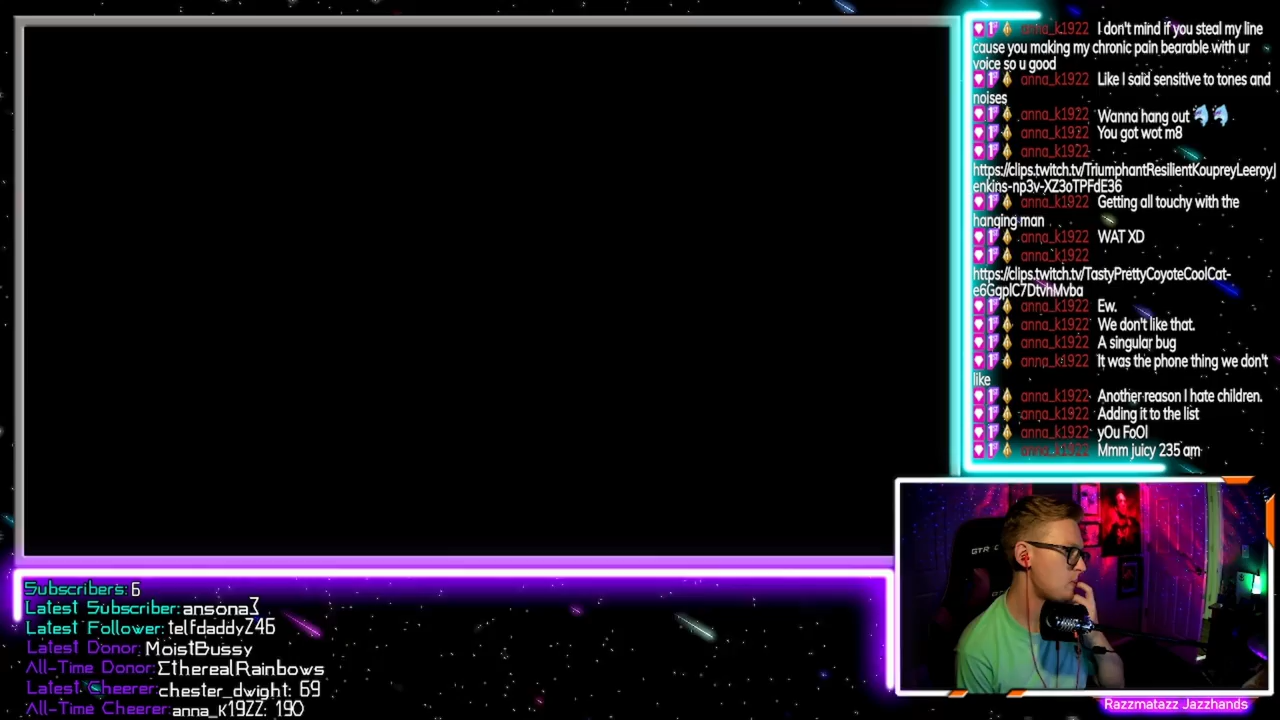 anna_k1922 I don't mind if you steal my line
cause you making my chronic pain bearable with ur
voice so u good
anna_k1922 Like I said sensitive to tones and
noises
anna_k1922 Wanna hang out
anna_k1922 You got wot m8
anna_k1922
https://clips.twitch.tv/TriumphantResilientKoupreyLeeroyJ
enkins-np3v-XZ3oTPFdE36
anna_k1922 Getting all touchy with the
hanging man
anna_k1922 WAT XD
anna_k1922
https://clips.twitch.tv/TastyPrettyCoyoteCoolCat-
e6GqplC7DtvhMvba
anna_k1922 Ew.
anna_k1922 We don't like that.
anna_k1922 A singular bug
anna_k1922 It was the phone thing we don't
like
anna_k1922 Another reason I hate children.
anna_k1922 Adding it to the list
anna_k1922 yOu FoOl
anna_k1922 Mmm juicy 235 am
GTR
Subscribers: 6
Latest Subscriber: ansona3
Latest Follower: telfdaddy246
Latest Donor: MoistBussy
All-Time Donor: EtherealRainbows
Latest Cheerer: chester_dwight: 69
All-Time Cheerer: anna_k1922: 190
Razzmatazz Jazzhands